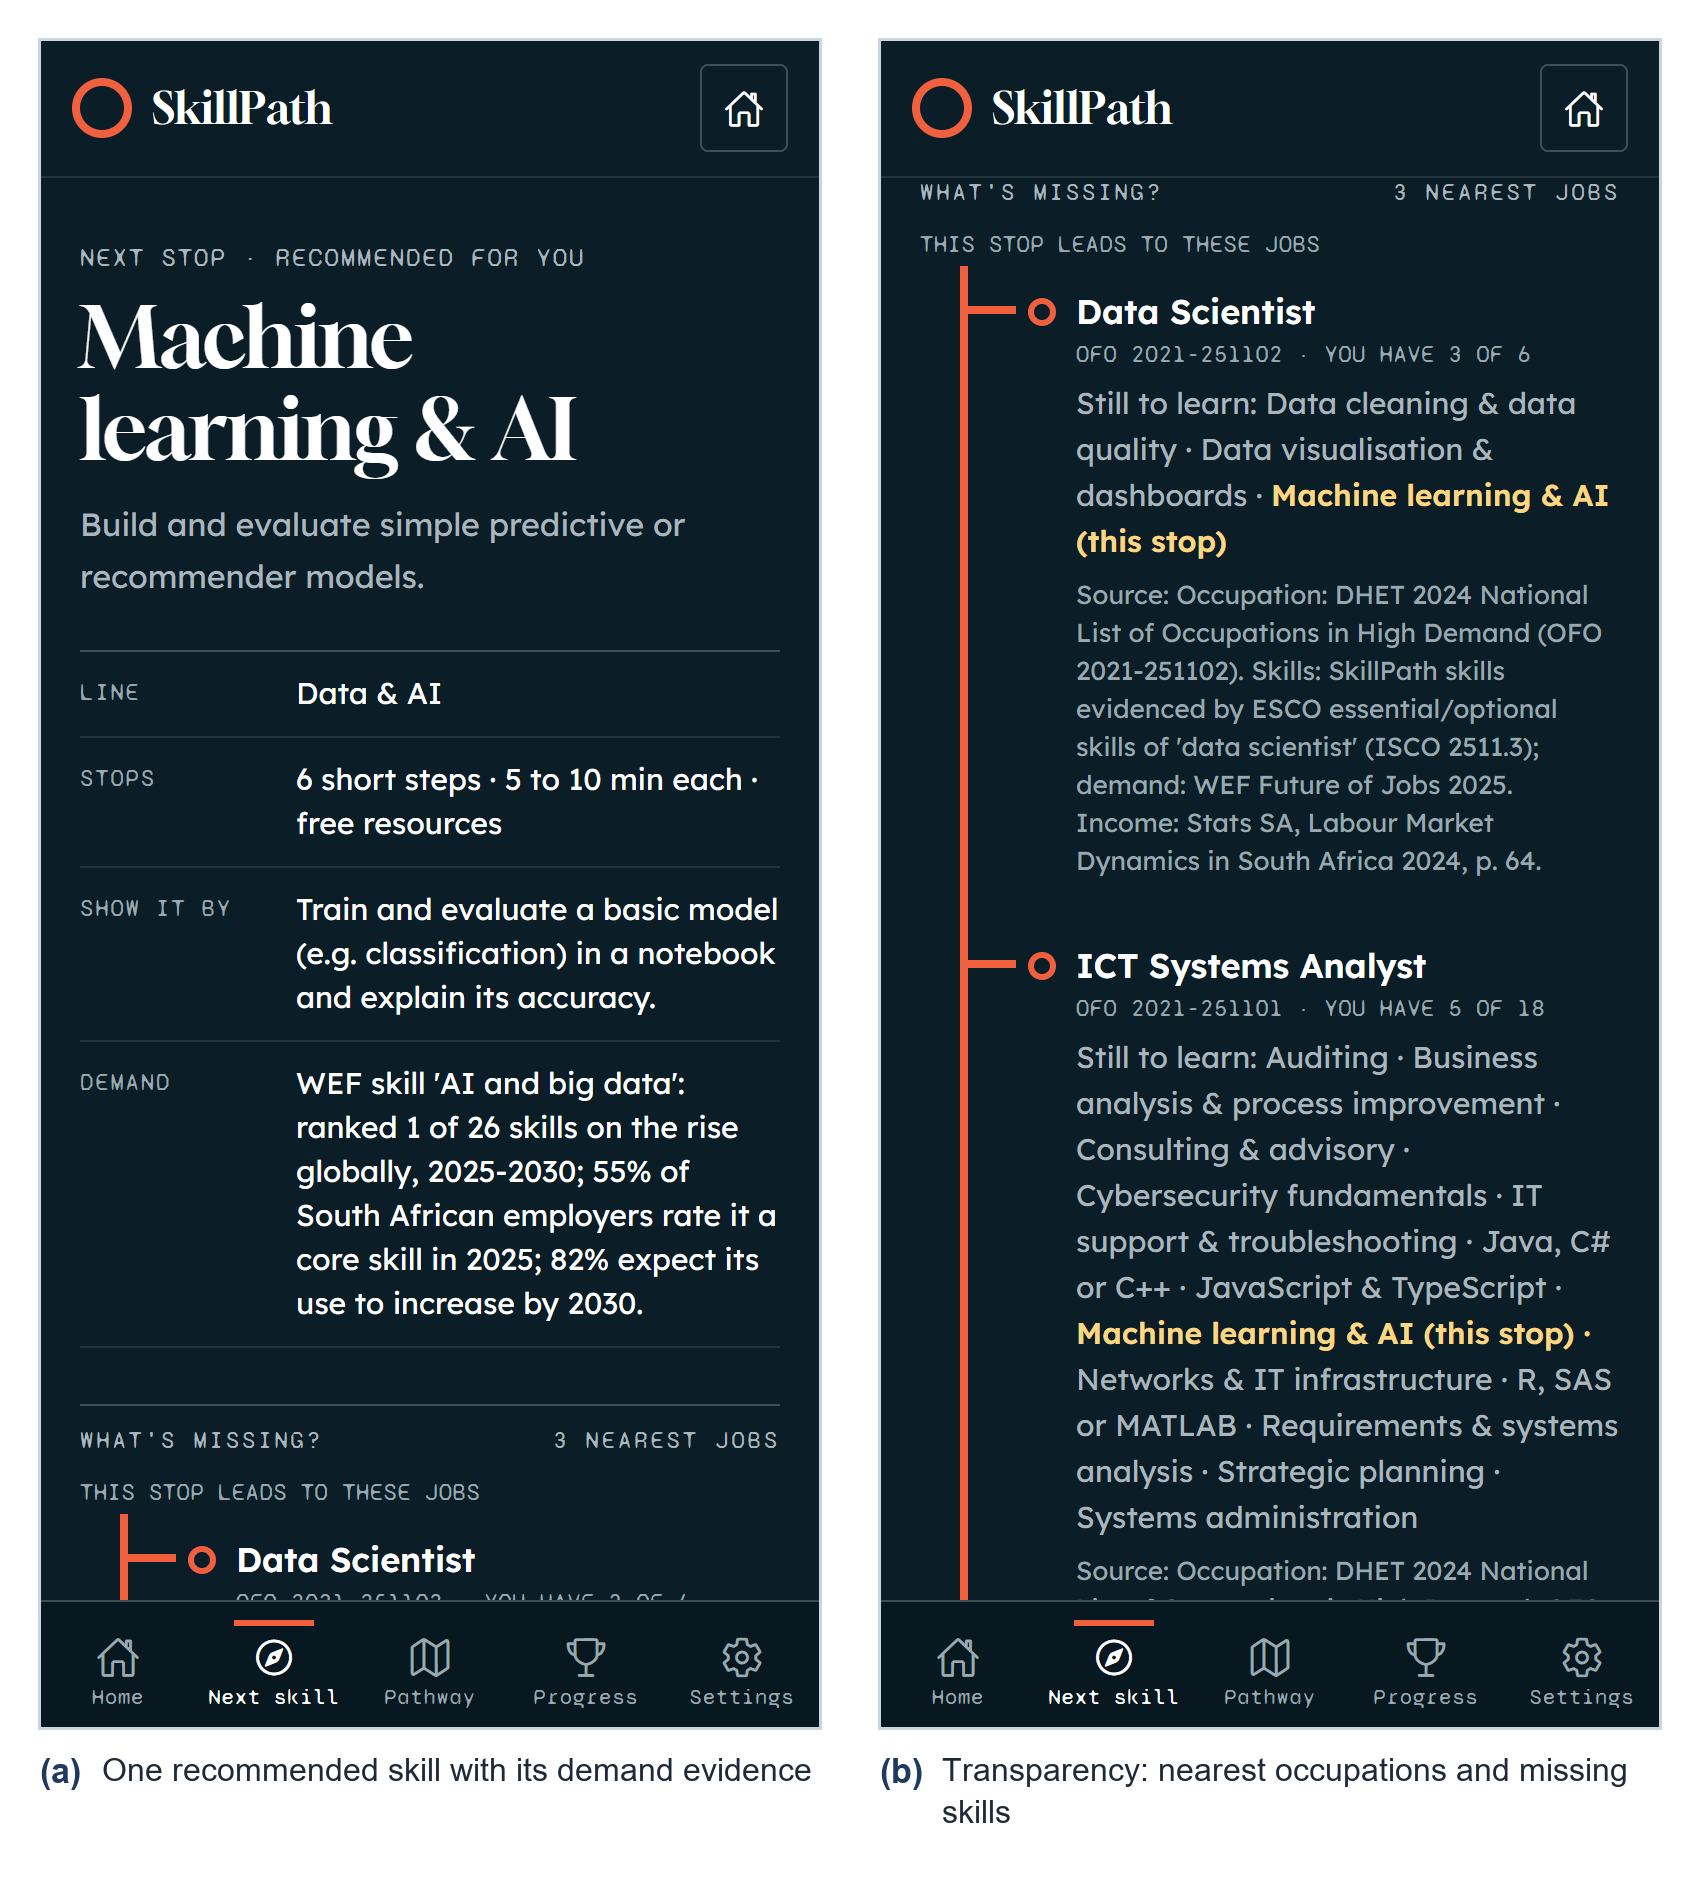 SkillPath
NEXT STOP · RECOMMENDED FOR YOU
Machine
learning & AI
Build and evaluate simple predictive or
recommender models.
LINE
Data & AI
STOPS
6 short steps · 5 to 10 min each ·
free resources
SHOW IT BY
Train and evaluate a basic model
(e.g. classification) in a notebook
and explain its accuracy.
DEMAND
WEF skill 'AI and big data':
ranked 1 of 26 skills on the rise
globally, 2025-2030; 55% of
South African employers rate it a
core skill in 2025; 82% expect its
use to increase by 2030.
WHAT'S MISSING? 3 NEAREST JOBS
THIS STOP LEADS TO THESE JOBS
Data Scientist
Home Next skill Pathway Progress Settings
(a) One recommended skill with its demand evidence
SkillPath
WHAT'S MISSING? 3 NEAREST JOBS
THIS STOP LEADS TO THESE JOBS
Data Scientist
OFO 2021-251102 · YOU HAVE 3 OF 6
Still to learn: Data cleaning & data
quality · Data visualisation &
dashboards · Machine learning & AI
(this stop)
Source: Occupation: DHET 2024 National
List of Occupations in High Demand (OFO
2021-251102). Skills: SkillPath skills
evidenced by ESCO essential/optional
skills of 'data scientist' (ISCO 2511.3);
demand: WEF Future of Jobs 2025.
Income: Stats SA, Labour Market
Dynamics in South Africa 2024, p. 64.
ICT Systems Analyst
OFO 2021-251101 · YOU HAVE 5 OF 18
Still to learn: Auditing · Business
analysis & process improvement ·
Consulting & advisory ·
Cybersecurity fundamentals · IT
support & troubleshooting · Java, C#
or C++ · JavaScript & TypeScript ·
Machine learning & AI (this stop) ·
Networks & IT infrastructure · R, SAS
or MATLAB · Requirements & systems
analysis · Strategic planning ·
Systems administration
Source: Occupation: DHET 2024 National
Home Next skill Pathway Progress Settings
(b) Transparency: nearest occupations and missing
skills